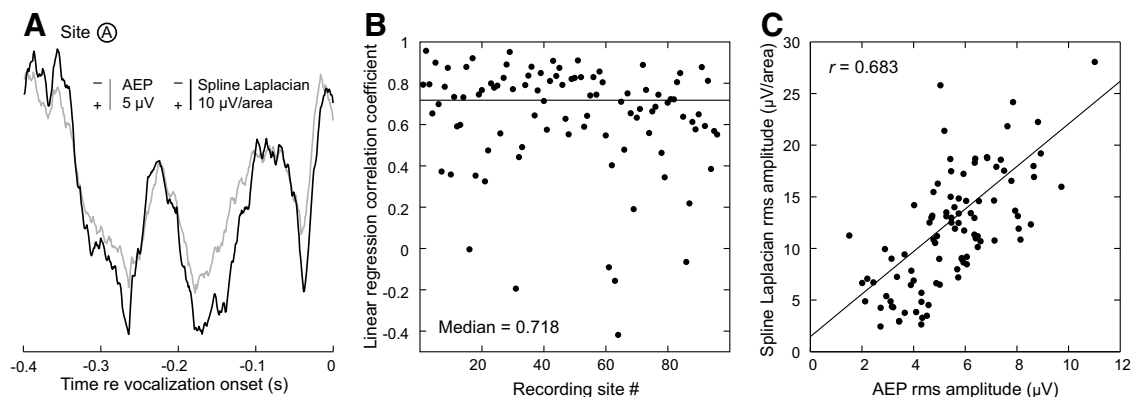 A
Site A
− AEP
+ 5 µV
− Spline Laplacian
+ 10 µV/area
-0.4 -0.3 -0.2 -0.1 0
Time re vocalization onset (s)
B
Linear regression correlation coefficient
1
0.8
0.6
0.4
0.2
0
-0.2
-0.4
Median = 0.718
20 40 60 80
Recording site #
C
Spline Laplacian rms amplitude (µV/area)
30
25
20
15
10
5
0
r = 0.683
0 2 4 6 8 10 12
AEP rms amplitude (µV)